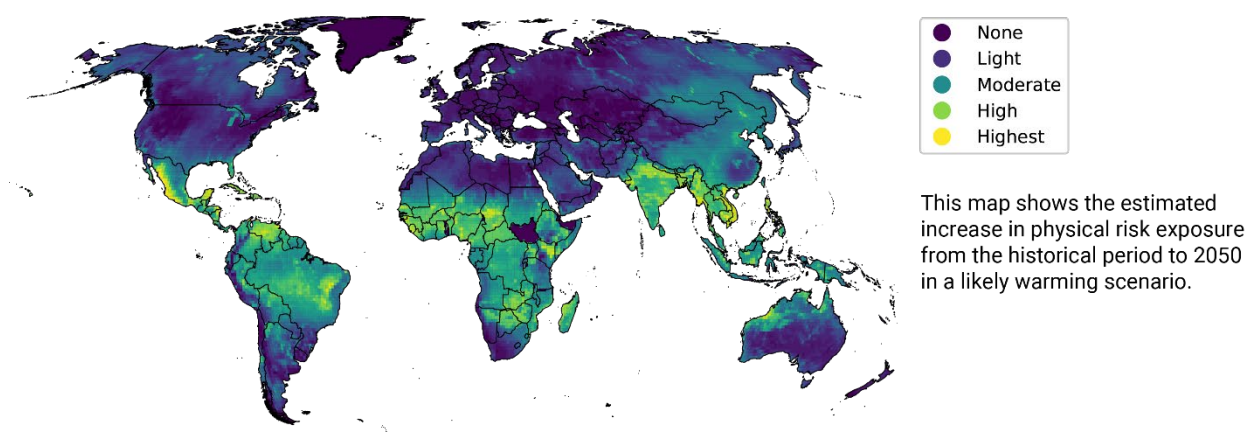 None
Light
Moderate
High
Highest
This map shows the estimated
increase in physical risk exposure
from the historical period to 2050
in a likely warming scenario.